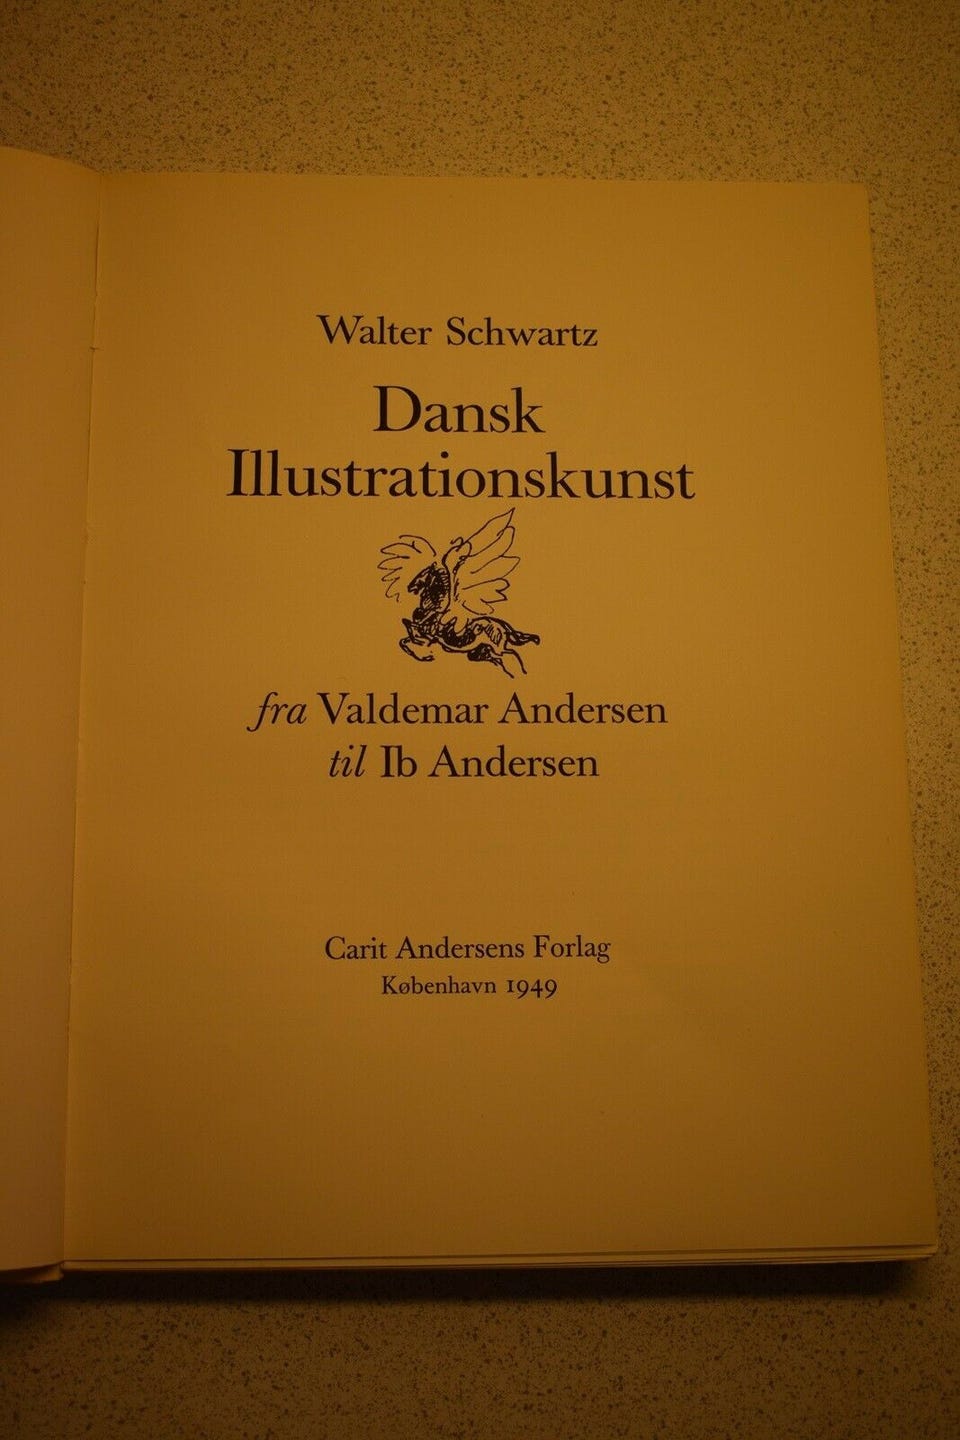 Walter Schwartz
Dansk
Illustrationskunst
fra Valdemar Andersen
til Ib Andersen
Carit Andersens Forlag
København 1949